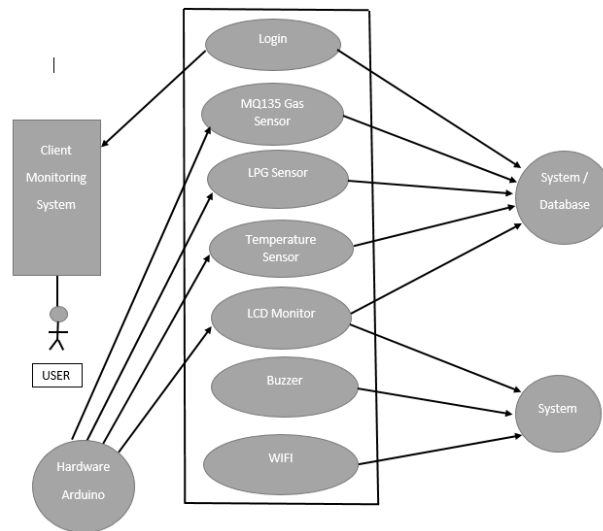 Login
MQ135 Gas
Sensor
Client
Monitoring
System
LPG Sensor
System /
Database
Temperature
Sensor
LCD Monitor
USER
Buzzer
System
Hardware
Arduino
WIFI